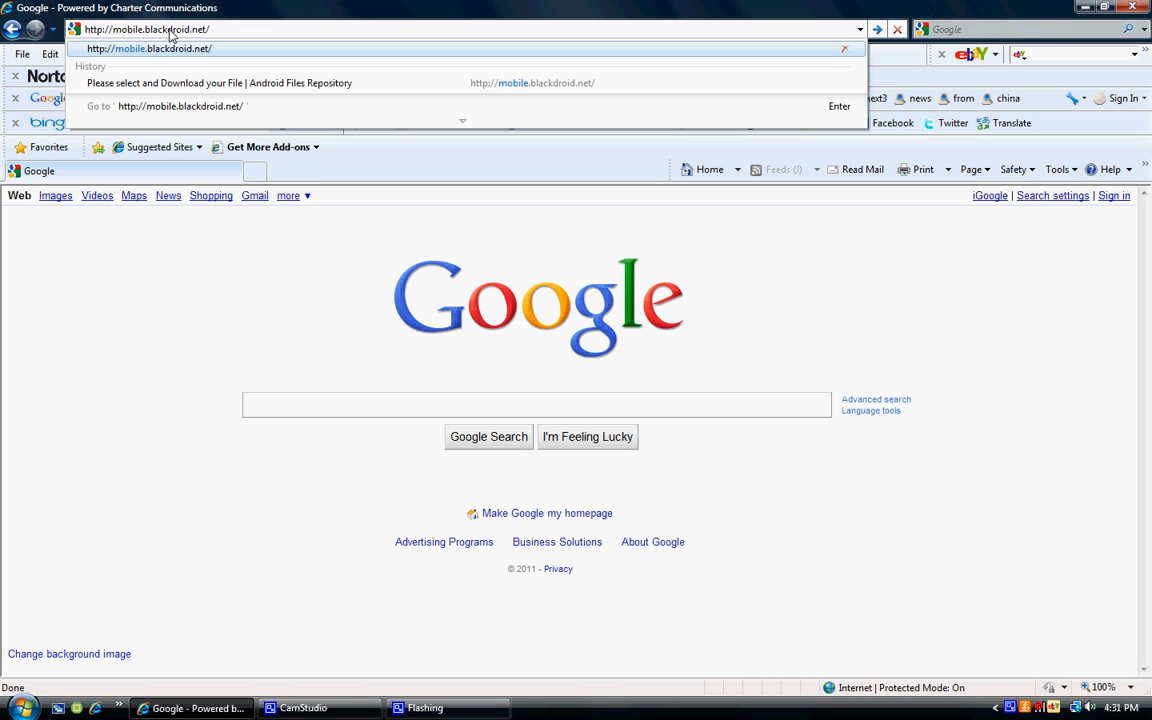 Google - Powered by Charter Communications
http://mobile.blackdroid.net/
Google
http://mobile.blackdroid.net/
History
Please select and Download your File | Android Files Repository http://mobile.blackdroid.net/
Go to ' http://mobile.blackdroid.net/ ' Enter
File Edit
ebY
Norto
Googl
next3 news from china Sign In
bing
Facebook Twitter Translate
Favorites Suggested Sites Get More Add-ons
Google
Home Feeds (J) Read Mail Print Page Safety Tools Help
Web Images Videos Maps News Shopping Gmail more iGoogle | Search settings | Sign in
Google
Advanced search
Language tools
Google Search I'm Feeling Lucky
Make Google my homepage
Advertising Programs Business Solutions About Google
© 2011 - Privacy
Change background image
Done Internet | Protected Mode: On 100%
Google - Powered b... CamStudio Flashing 4:31 PM